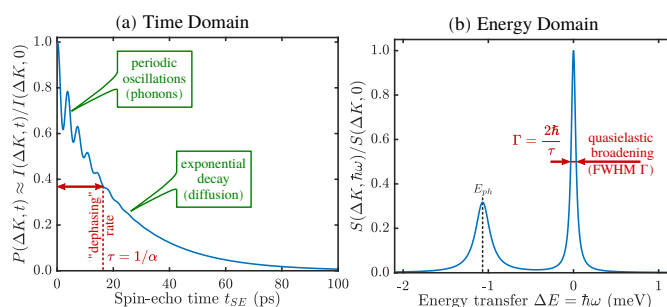 (a) Time Domain
P(ΔK, t) ≈ I(ΔK, t)/I(ΔK, 0)
1.0
0.8
0.6
0.4
0.2
0.0
periodic
oscillations
(phonons)
exponential
decay
(diffusion)
"dephasing"
rate
τ = 1/α
0
20
40
60
80
100
Spin-echo time t_SE (ps)
(b) Energy Domain
S(ΔK, ℏω)/S(ΔK, 0)
1.0
0.8
0.6
0.4
0.2
0.0
Γ = 2ℏ/τ
quasielastic
broadening
(FWHM Γ)
E_ph
-2
-1
0
1
Energy transfer ΔE = ℏω (meV)